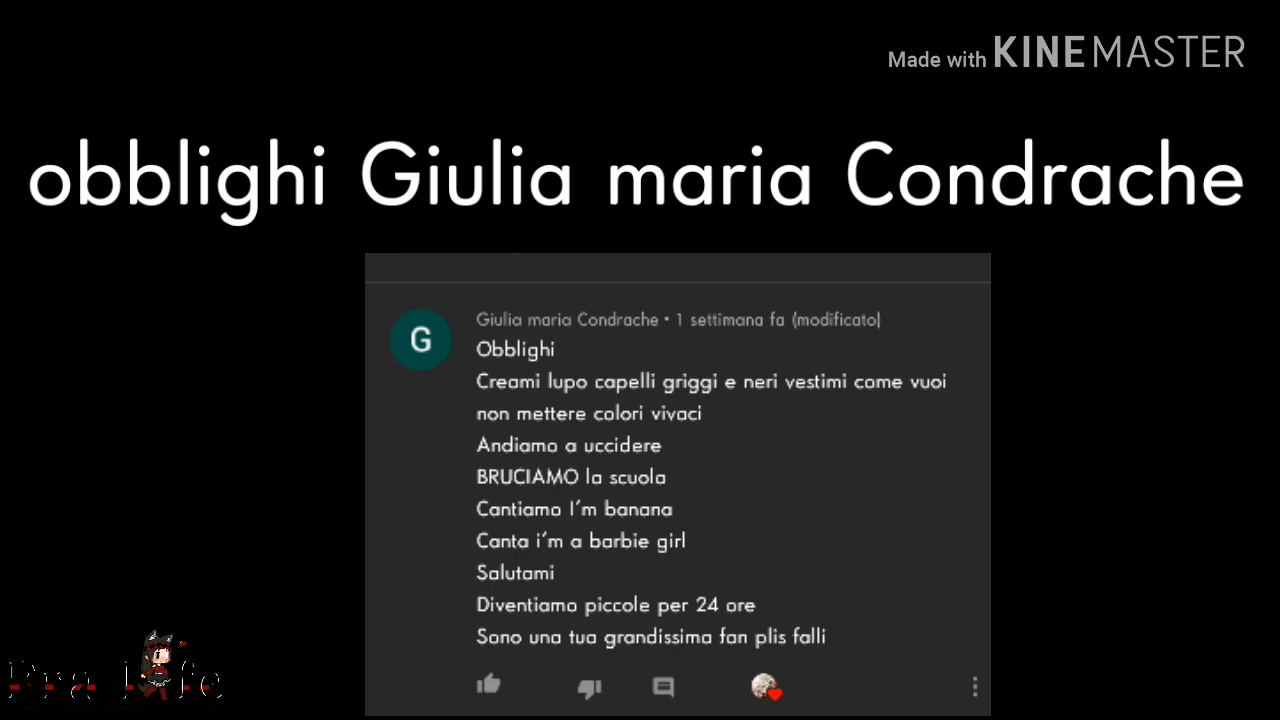 Made with KINEMASTER
obblighi Giulia maria Condrache
G
Giulia maria Condrache • 1 settimana fa (modificato)
Obblighi
Creami lupo capelli griggi e neri vestimi come vuoi
non mettere colori vivaci
Andiamo a uccidere
BRUCIAMO la scuola
Cantiamo I'm banana
Canta i'm a barbie girl
Salutami
Diventiamo piccole per 24 ore
Sono una tua grandissima fan plis falli